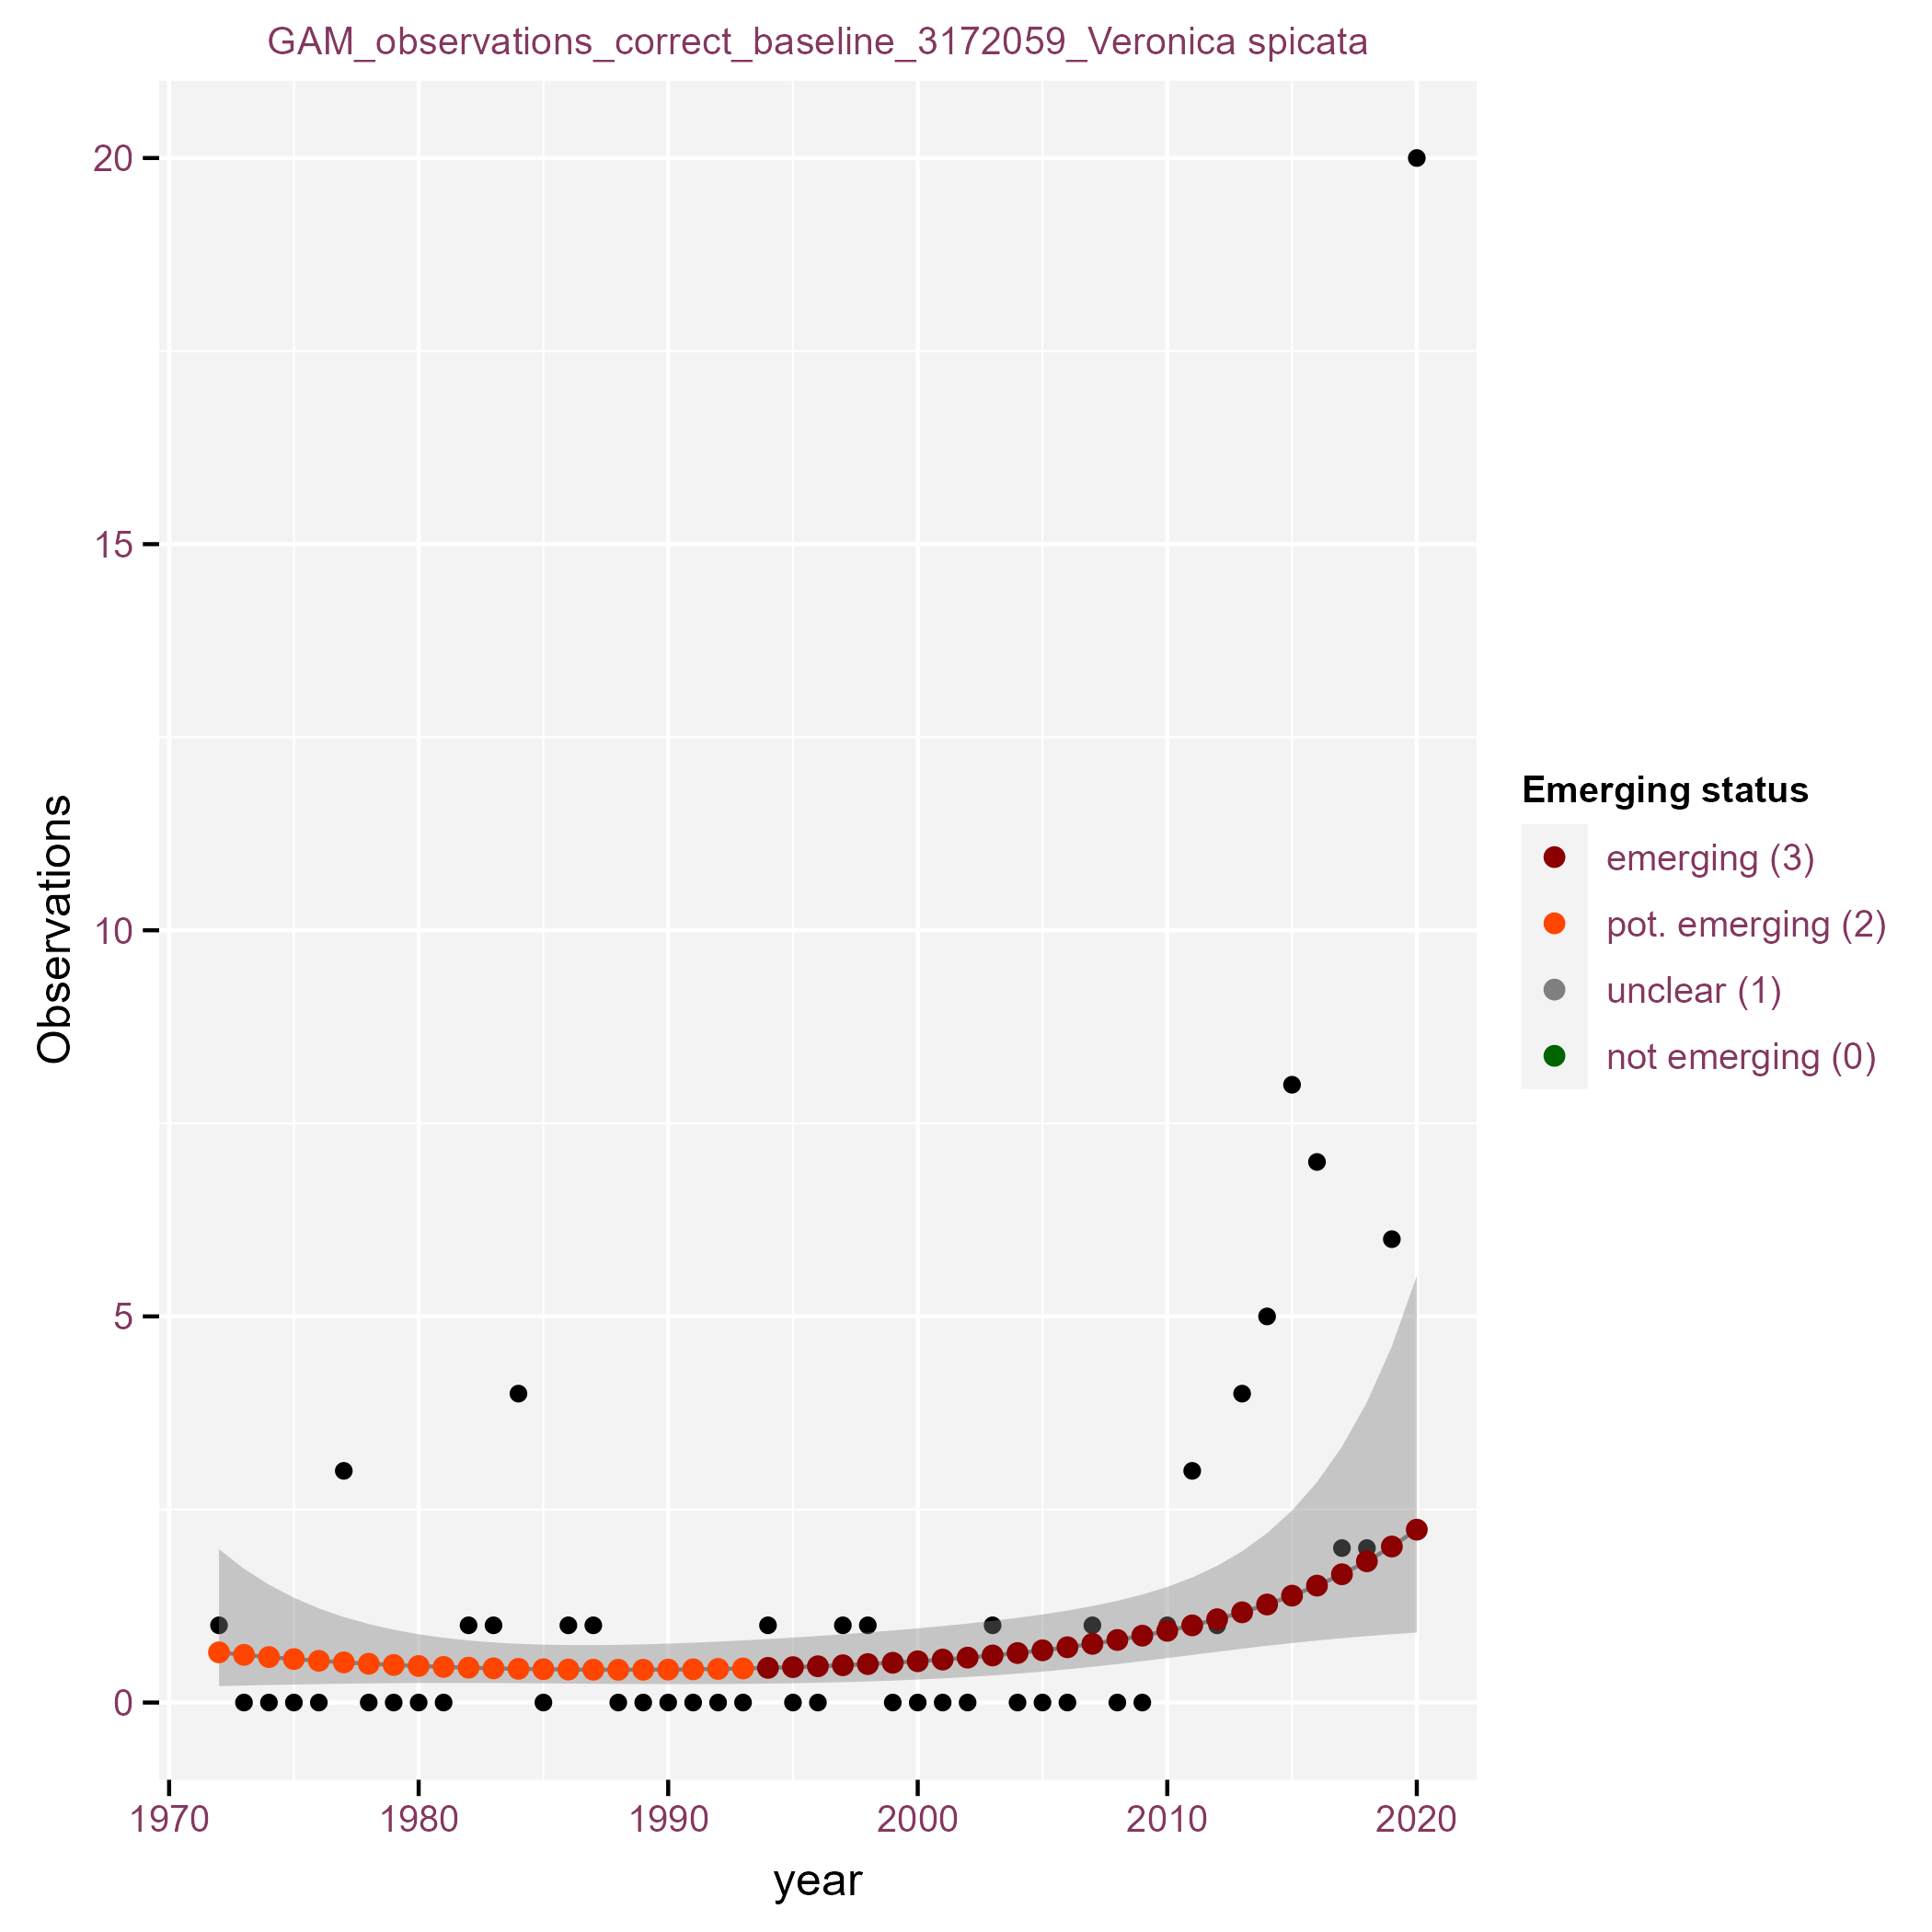 GAM_observations_correct_baseline_3172059_Veronica spicata
20
15
10
5
0
Observations
1970
1980
1990
2000
2010
2020
year
Emerging status
emerging (3)
pot. emerging (2)
unclear (1)
not emerging (0)